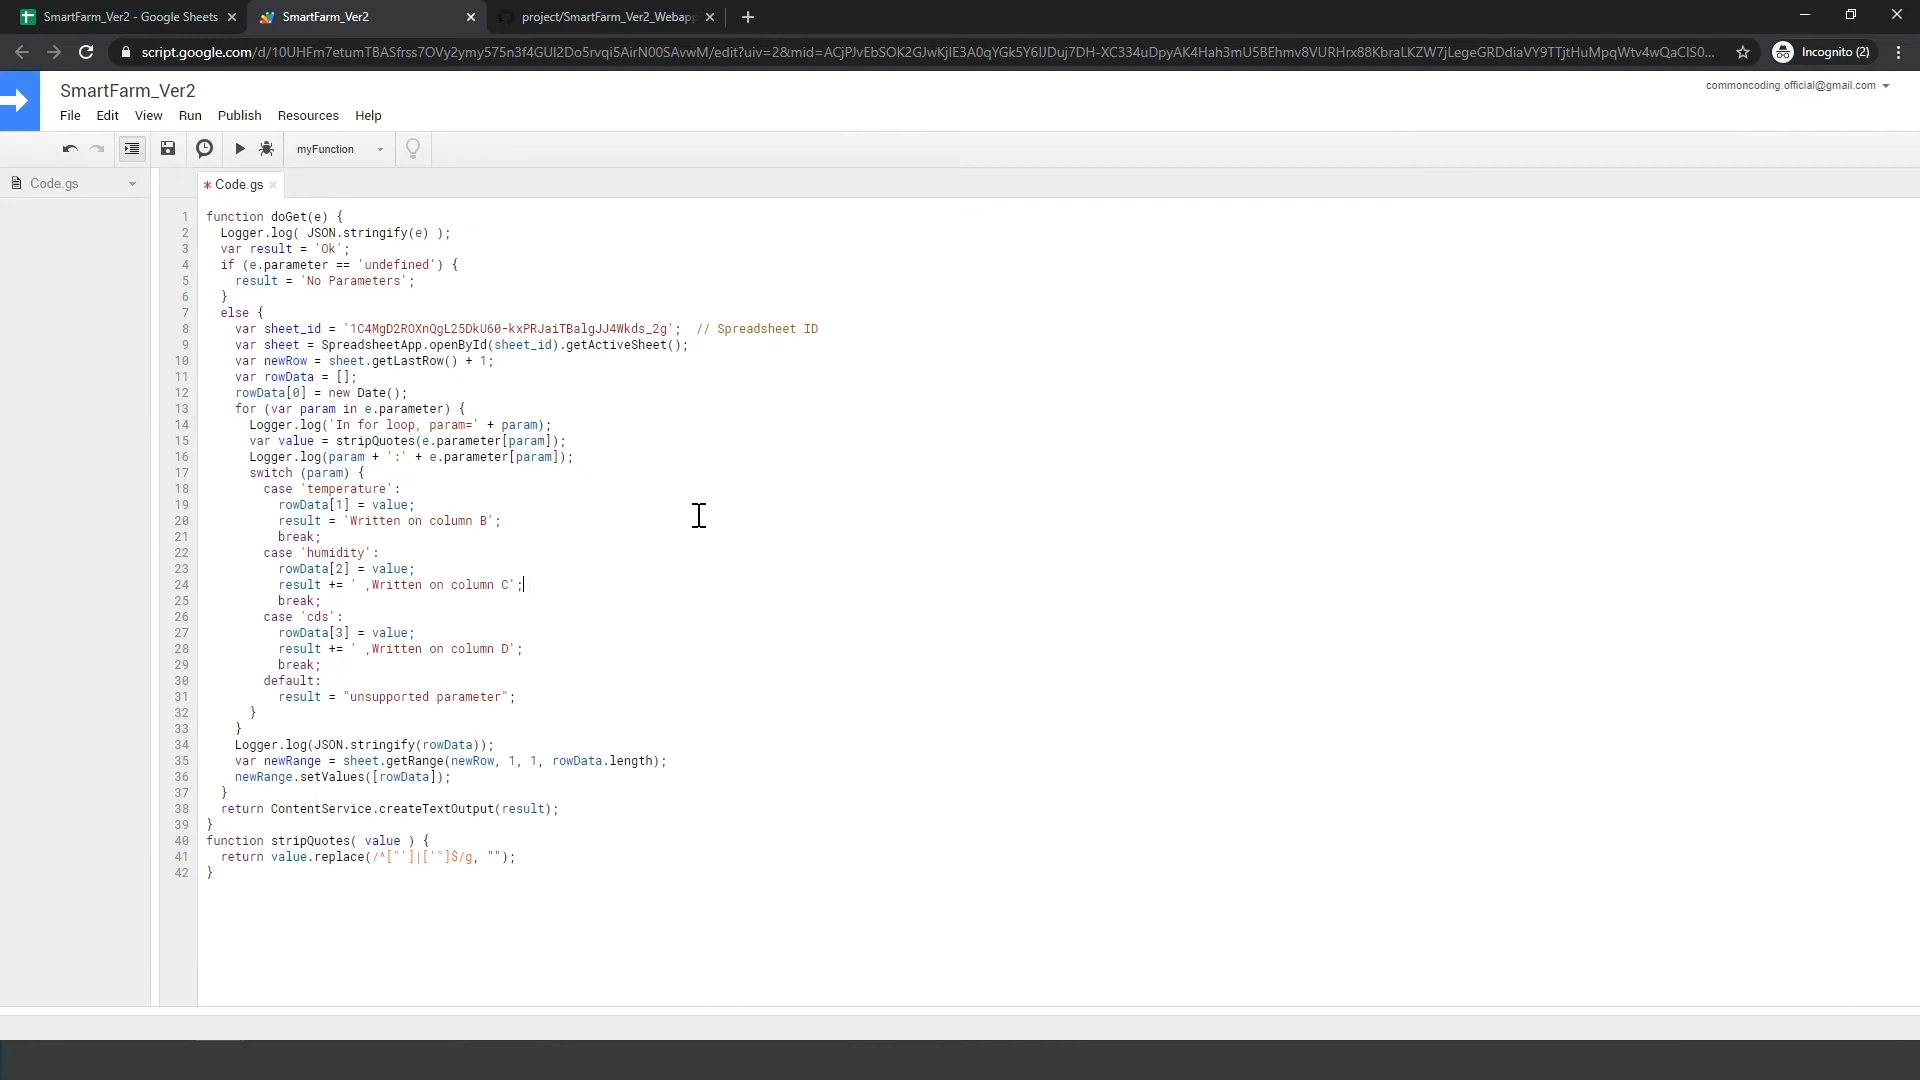 SmartFarm_Ver2 - Google Sheets
SmartFarm_Ver2
project/SmartFarm_Ver2_Webapp
script.google.com/d/10UHFm7etumTBASfrss7OVy2ymy575n3f4GUI2Do5rvqi5AirN00SAvwM/edit?uiv=2&mid=ACjPJvEbSOK2GJwKjlE3A0qYGk5Y6IJDuj7DH-XC334uDpyAK4Hah3mU5BEhmv8VURHrx88KbraLKZW7jLegeGRDdiaVY9TTjtHuMpqWtv4wQaClS0...
Incognito (2)
SmartFarm_Ver2
commoncoding.official@gmail.com
File Edit View Run Publish Resources Help
myFunction
Code.gs
* Code.gs
1 function doGet(e) {
2 Logger.log( JSON.stringify(e) );
3 var result = 'Ok';
4 if (e.parameter == 'undefined') {
5 result = 'No Parameters';
6 }
7 else {
8 var sheet_id = '1C4MgD2ROXnQgL25DkU60-kxPRJaiTBalgJJ4Wkds_2g'; // Spreadsheet ID
9 var sheet = SpreadsheetApp.openById(sheet_id).getActiveSheet();
10 var newRow = sheet.getLastRow() + 1;
11 var rowData = [];
12 rowData[0] = new Date();
13 for (var param in e.parameter) {
14 Logger.log('In for loop, param=' + param);
15 var value = stripQuotes(e.parameter[param]);
16 Logger.log(param + ':' + e.parameter[param]);
17 switch (param) {
18 case 'temperature':
19 rowData[1] = value;
20 result = 'Written on column B';
21 break;
22 case 'humidity':
23 rowData[2] = value;
24 result += ' ,Written on column C';
25 break;
26 case 'cds':
27 rowData[3] = value;
28 result += ' ,Written on column D';
29 break;
30 default:
31 result = "unsupported parameter";
32 }
33 }
34 Logger.log(JSON.stringify(rowData));
35 var newRange = sheet.getRange(newRow, 1, 1, rowData.length);
36 newRange.setValues([rowData]);
37 }
38 return ContentService.createTextOutput(result);
39 }
40 function stripQuotes( value ) {
41 return value.replace(/^["']|['"]$/g, "");
42 }